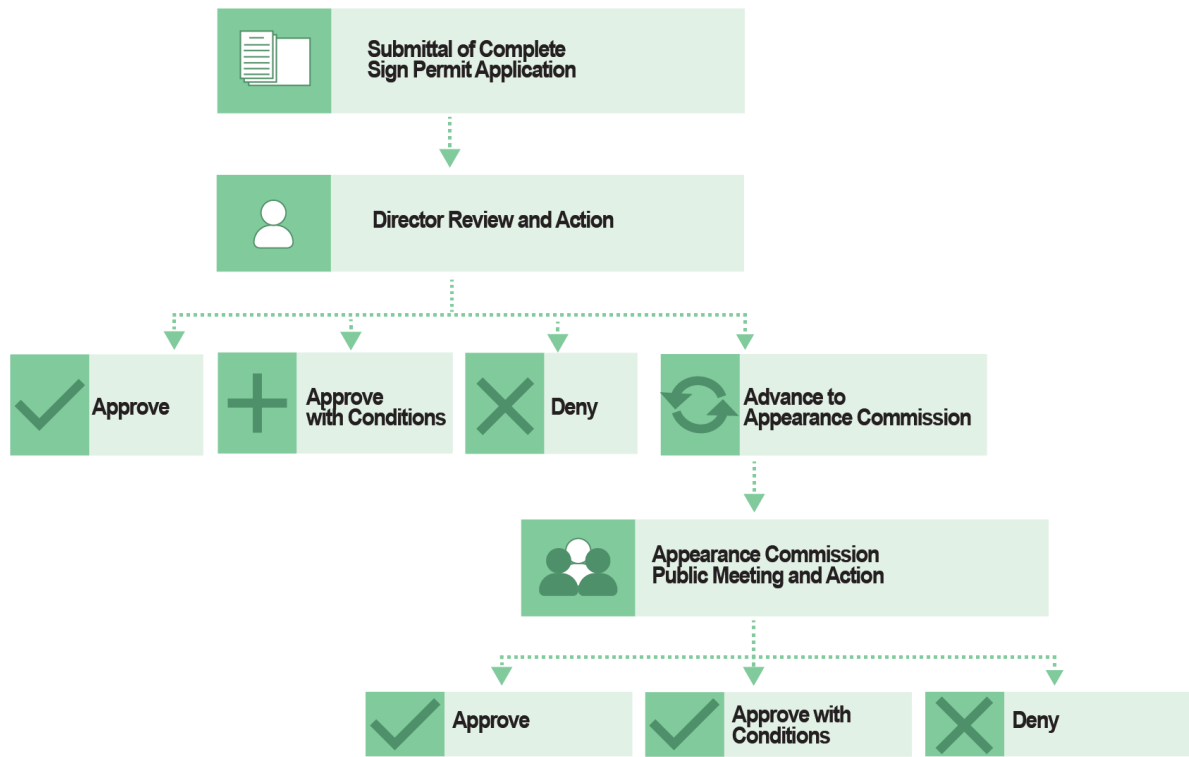 Submittal of Complete
Sign Permit Application
Director Review and Action
Approve
Approve
with Conditions
Deny
Advance to
Appearance Commission
Appearance Commission
Public Meeting and Action
Approve
Approve with
Conditions
Deny